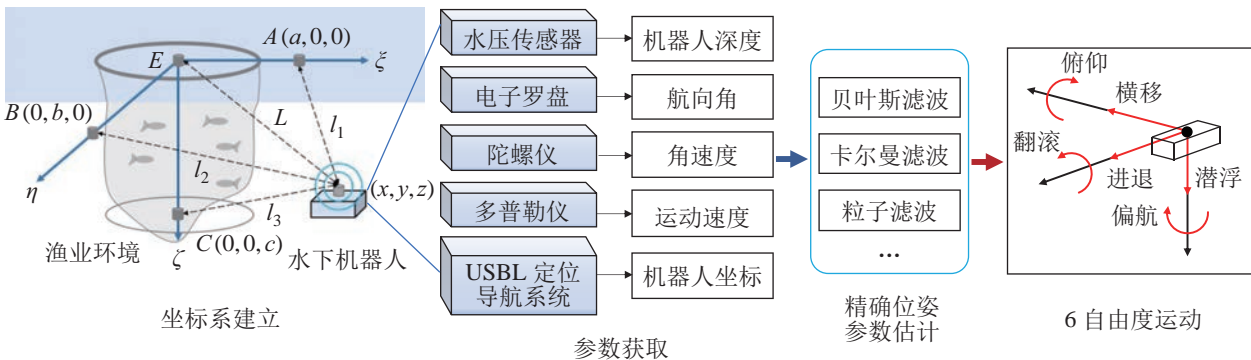 A(a,0,0)
E
ξ
B(0,b,0)
L
l1
l2
l3
η
(x,y,z)
C(0,0,c)
ζ
渔业环境
水下机器人
坐标系建立
水压传感器
机器人深度
电子罗盘
航向角
陀螺仪
角速度
多普勒仪
运动速度
USBL 定位
导航系统
机器人坐标
参数获取
贝叶斯滤波
卡尔曼滤波
粒子滤波
…
精确位姿
参数估计
俯仰
横移
翻滚
进退
潜浮
偏航
6 自由度运动